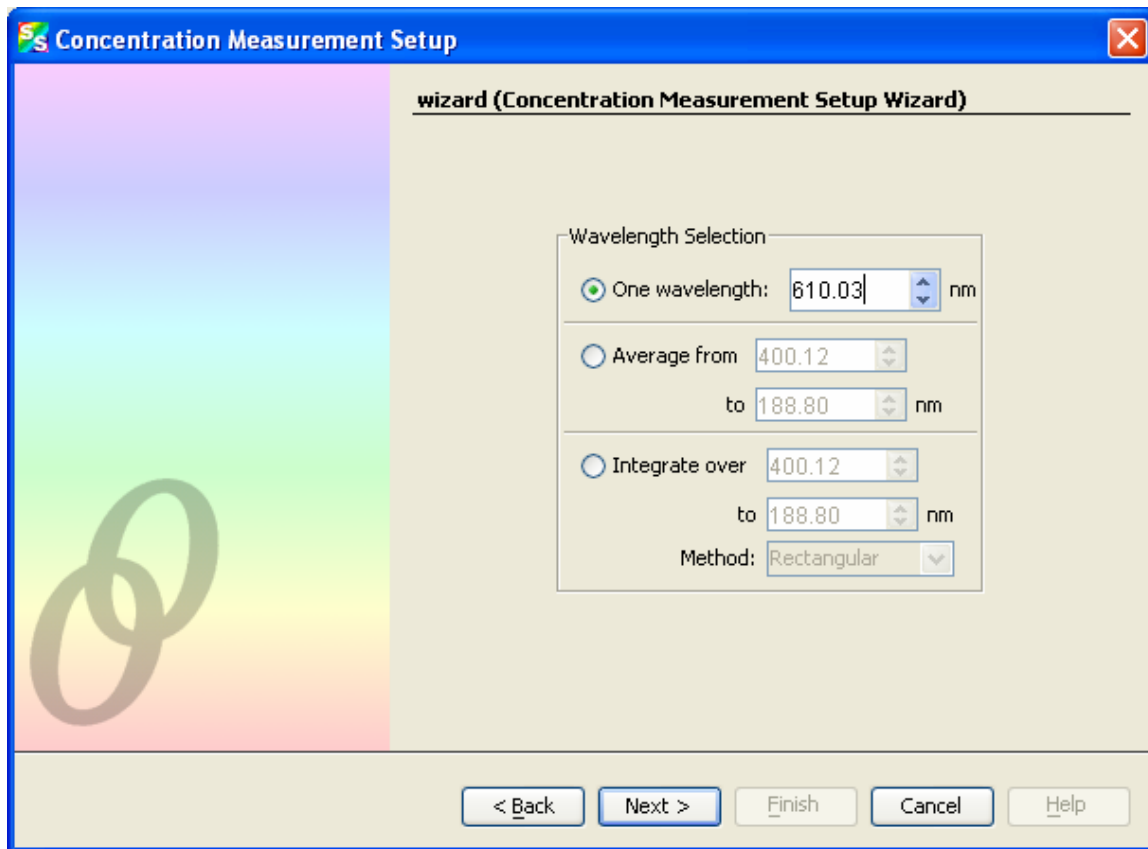 SS Concentration Measurement Setup
wizard (Concentration Measurement Setup Wizard)
Wavelength Selection
One wavelength: 610.03 nm
Average from 400.12
to 188.80 nm
Integrate over 400.12
to 188.80 nm
Method: Rectangular
OO
< Back Next > Finish Cancel Help